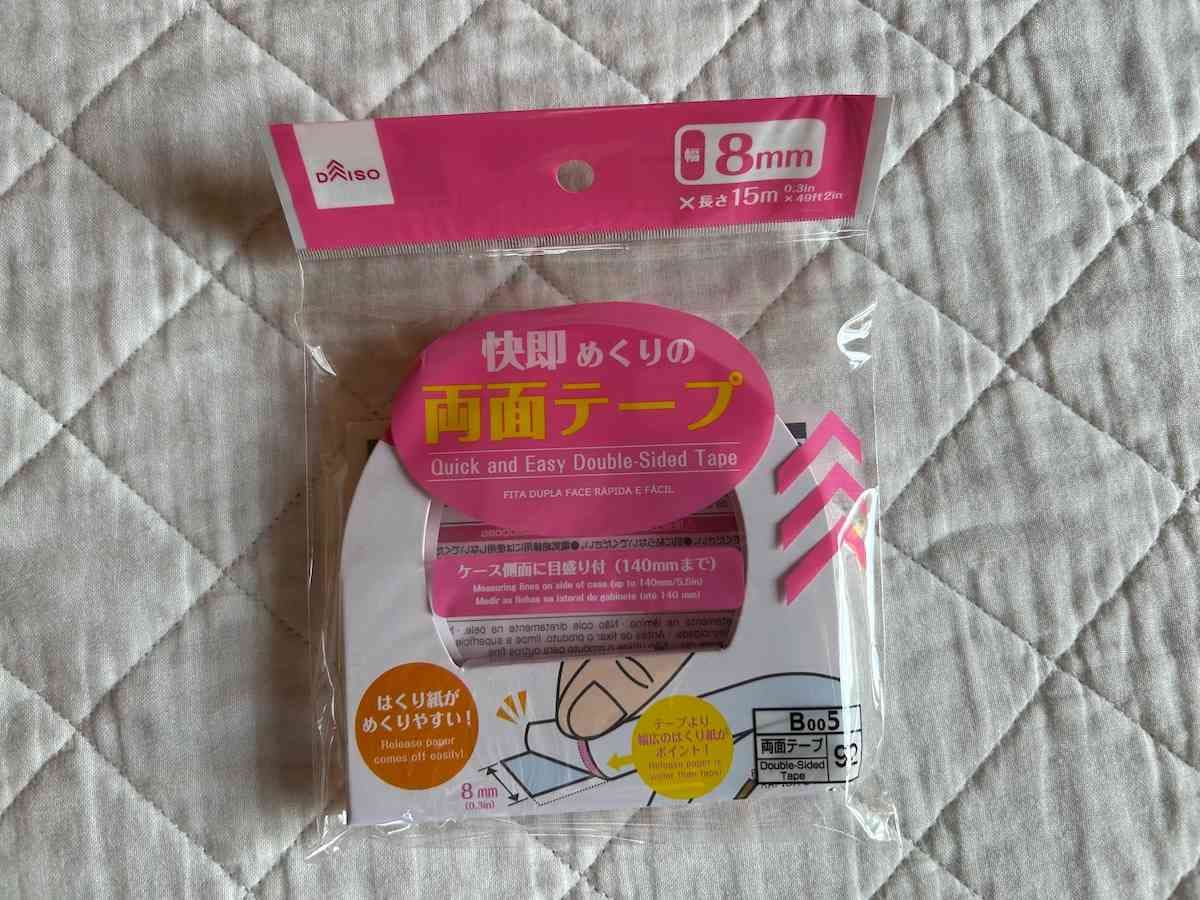 DAISO
幅 8mm
×長さ15m 0.3in × 49ft2in
快即めくりの
両面テープ
Quick and Easy Double-Sided Tape
FITA DUPLA FACE RÁPIDA E FÁCIL
ケース側面に目盛り付（140mmまで）
Measuring lines on side of case (up to 140mm/5.5in)
Medir as linhas na lateral do gabinete (até 140 mm)
はくり紙が
めくりやすい！
Release paper
comes off easily!
テープより
幅広のはくり紙が
ポイント！
Release paper is
wider than tape!
8 mm
(0.3in)
B005
両面テープ
Double-Sided
Tape
92